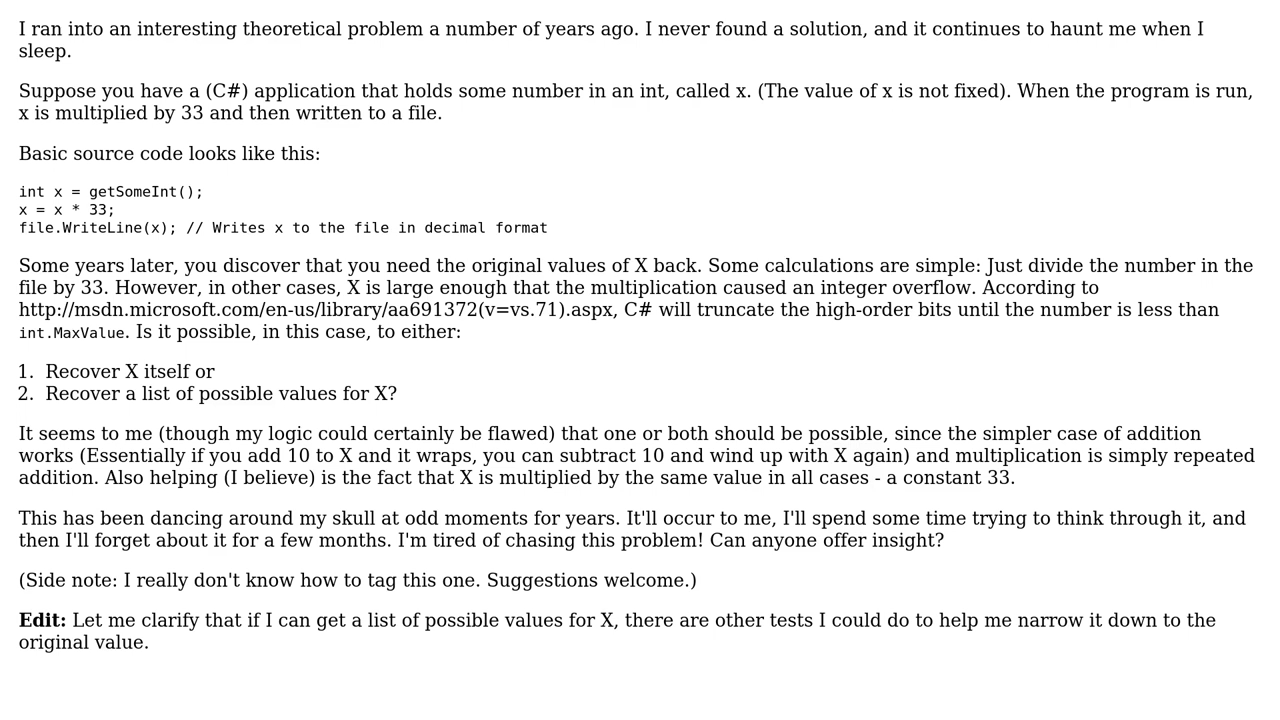 I ran into an interesting theoretical problem a number of years ago. I never found a solution, and it continues to haunt me when I
sleep.
Suppose you have a (C#) application that holds some number in an int, called x. (The value of x is not fixed). When the program is run,
x is multiplied by 33 and then written to a file.
Basic source code looks like this:
int x = getSomeInt();
x = x * 33;
file.WriteLine(x); // Writes x to the file in decimal format
Some years later, you discover that you need the original values of X back. Some calculations are simple: Just divide the number in the
file by 33. However, in other cases, X is large enough that the multiplication caused an integer overflow. According to
http://msdn.microsoft.com/en-us/library/aa691372(v=vs.71).aspx, C# will truncate the high-order bits until the number is less than
int.MaxValue. Is it possible, in this case, to either:
1. Recover X itself or
2. Recover a list of possible values for X?
It seems to me (though my logic could certainly be flawed) that one or both should be possible, since the simpler case of addition
works (Essentially if you add 10 to X and it wraps, you can subtract 10 and wind up with X again) and multiplication is simply repeated
addition. Also helping (I believe) is the fact that X is multiplied by the same value in all cases - a constant 33.
This has been dancing around my skull at odd moments for years. It'll occur to me, I'll spend some time trying to think through it, and
then I'll forget about it for a few months. I'm tired of chasing this problem! Can anyone offer insight?
(Side note: I really don't know how to tag this one. Suggestions welcome.)
Edit: Let me clarify that if I can get a list of possible values for X, there are other tests I could do to help me narrow it down to the
original value.